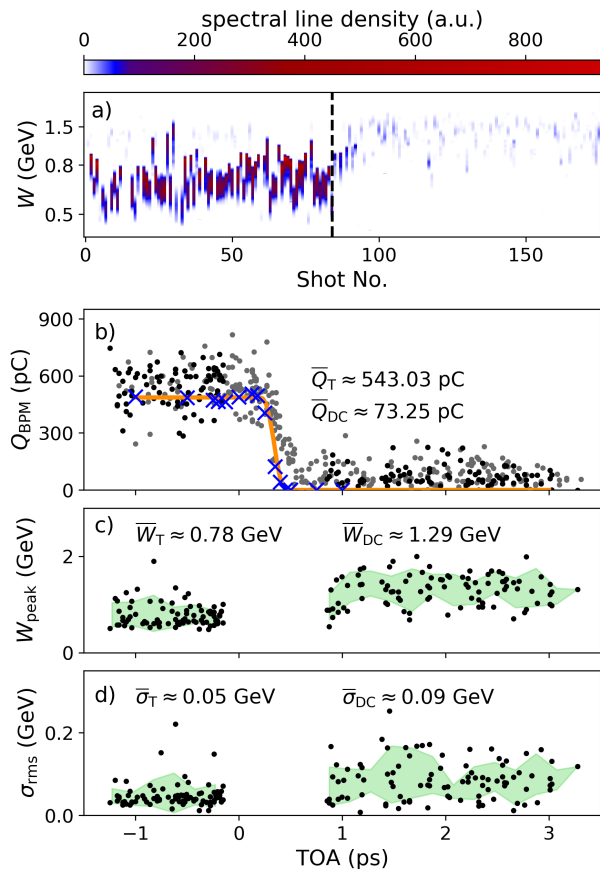 spectral line density (a.u.)
0 200 400 600 800
a)
W (GeV)
1.5
0.8
0.5
0 50 100 150
Shot No.
b)
Q_BPM (pC)
900
600
300
0
Q̅_T ≈ 543.03 pC
Q̅_DC ≈ 73.25 pC
c)
W̅_T ≈ 0.78 GeV W̅_DC ≈ 1.29 GeV
W_peak (GeV)
2
0
d)
σ̅_T ≈ 0.05 GeV σ̅_DC ≈ 0.09 GeV
σ_rms (GeV)
0.2
0.0
−1 0 1 2 3
TOA (ps)